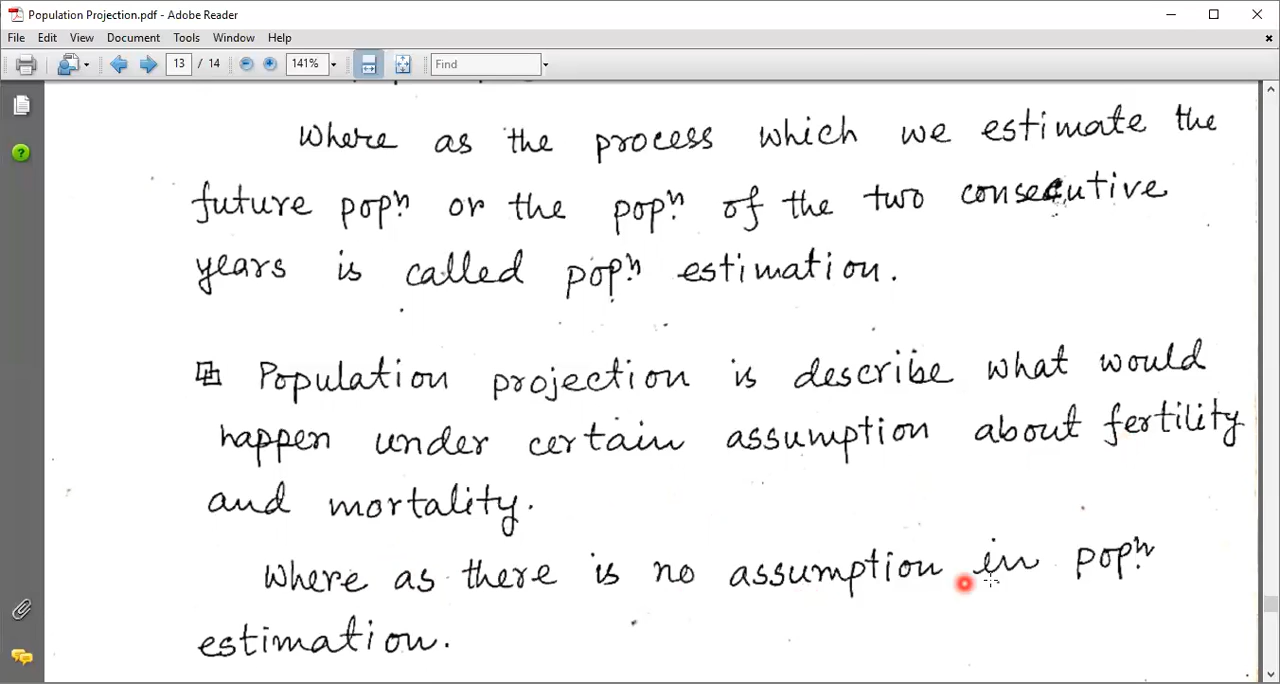 Population Projection.pdf - Adobe Reader
File Edit View Document Tools Window Help
13 / 14 141% Find
Where as the process which we estimate the
future popⁿ or the popⁿ of the two consecutive
years is called popⁿ estimation.
Population projection is describe what would
happen under certain assumption about fertility
and mortality.
Where as there is no assumption in popⁿ
estimation.